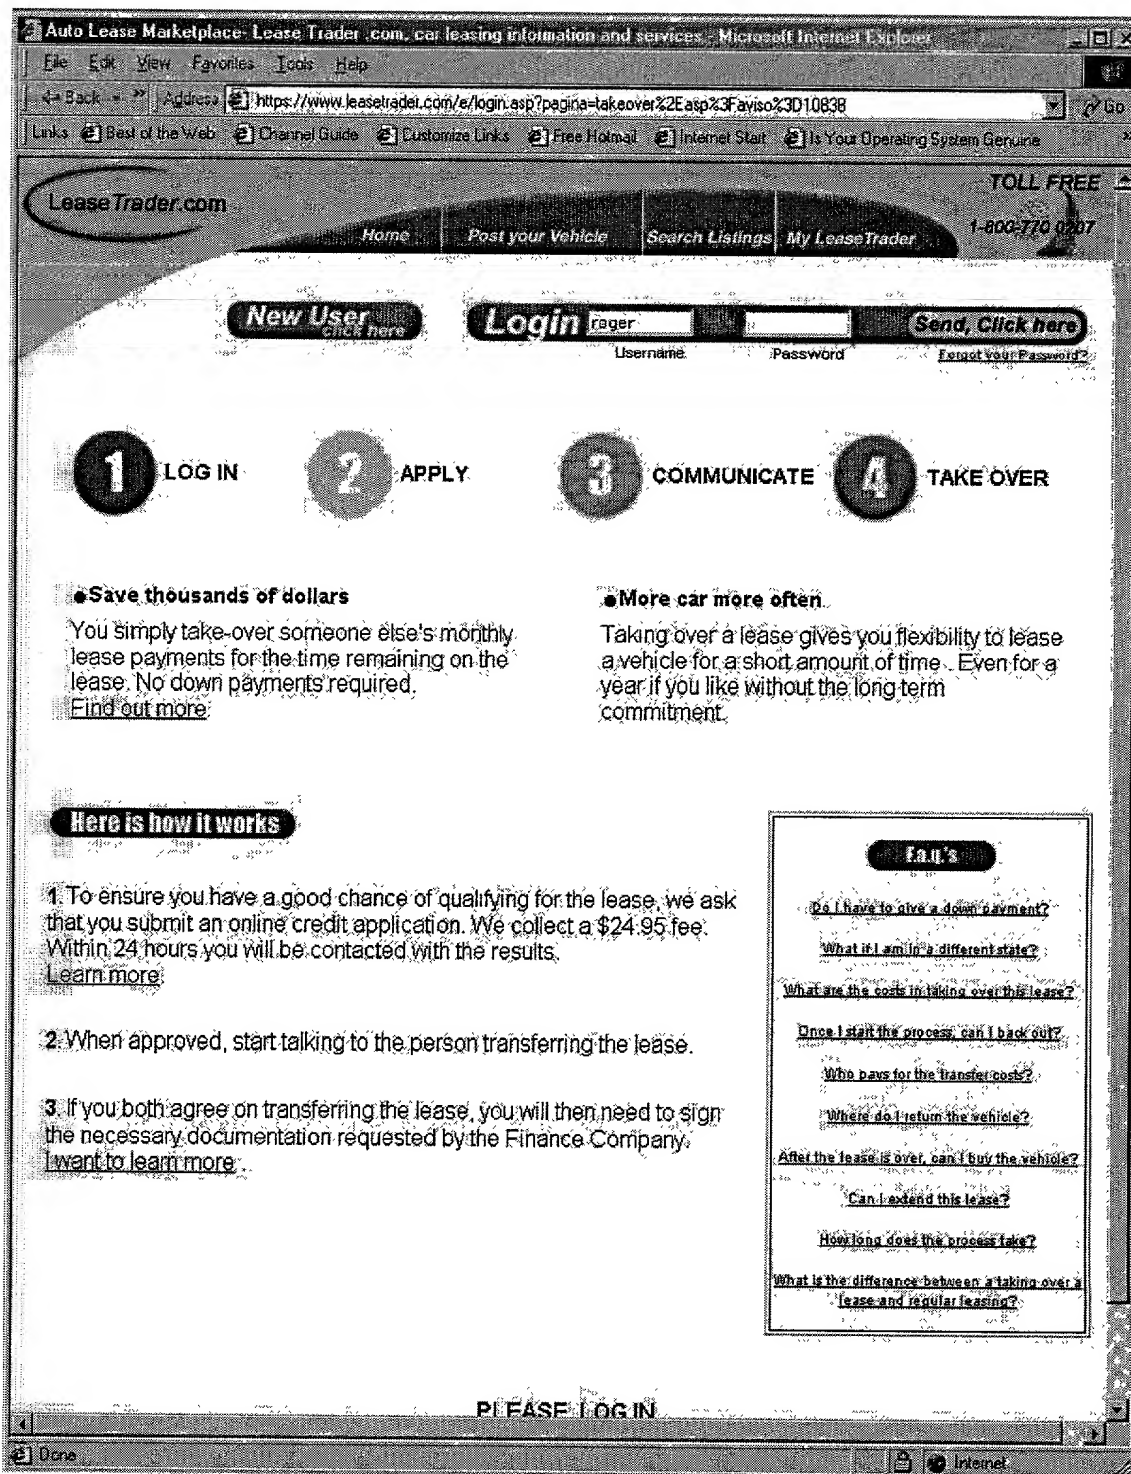 Auto Lease Marketplace- Lease Trader .com, car leasing information and services - Microsoft Internet Explorer
File Edit View Favorites Tools Help
Back » Address https://www.leasetrader.com/e/login.asp?pagina=takeover%2Easp%3Faviso%3D10838 Go
Links Best of the Web Channel Guide Customize Links Free Hotmail Internet Start Is Your Operating System Genuine »
TOLL FREE
LeaseTrader.com
1-800-770 0207
Home Post your Vehicle Search Listings My LeaseTrader
New User
click here
Login Send, Click here
Username Password Forgot your Password?
1 LOG IN 2 APPLY 3 COMMUNICATE 4 TAKE OVER
•Save thousands of dollars
You simply take-over someone else's monthly
lease payments for the time remaining on the
lease. No down payments required.
Find out more.
•More car more often.
Taking over a lease gives you flexibility to lease
a vehicle for a short amount of time . Even for a
year if you like without the long term
commitment.
Here is how it works
1. To ensure you have a good chance of qualifying for the lease, we ask
that you submit an online credit application. We collect a $24.95 fee.
Within 24 hours you will be contacted with the results.
Learn more.
2. When approved, start talking to the person transferring the lease.
3. If you both agree on transferring the lease, you will then need to sign
the necessary documentation requested by the Finance Company.
I want to learn more .
F.a.q.'s
Do I have to give a down payment?
What if I am in a different state?
What are the costs in taking over this lease?
Once I start the process, can I back out?
Who pays for the transfer costs?
Where do I return the vehicle?
After the lease is over, can I buy the vehicle?
Can I extend this lease?
How long does the process take?
What is the difference between a taking over a
lease and regular leasing?
PLEASE LOG IN
Done Internet